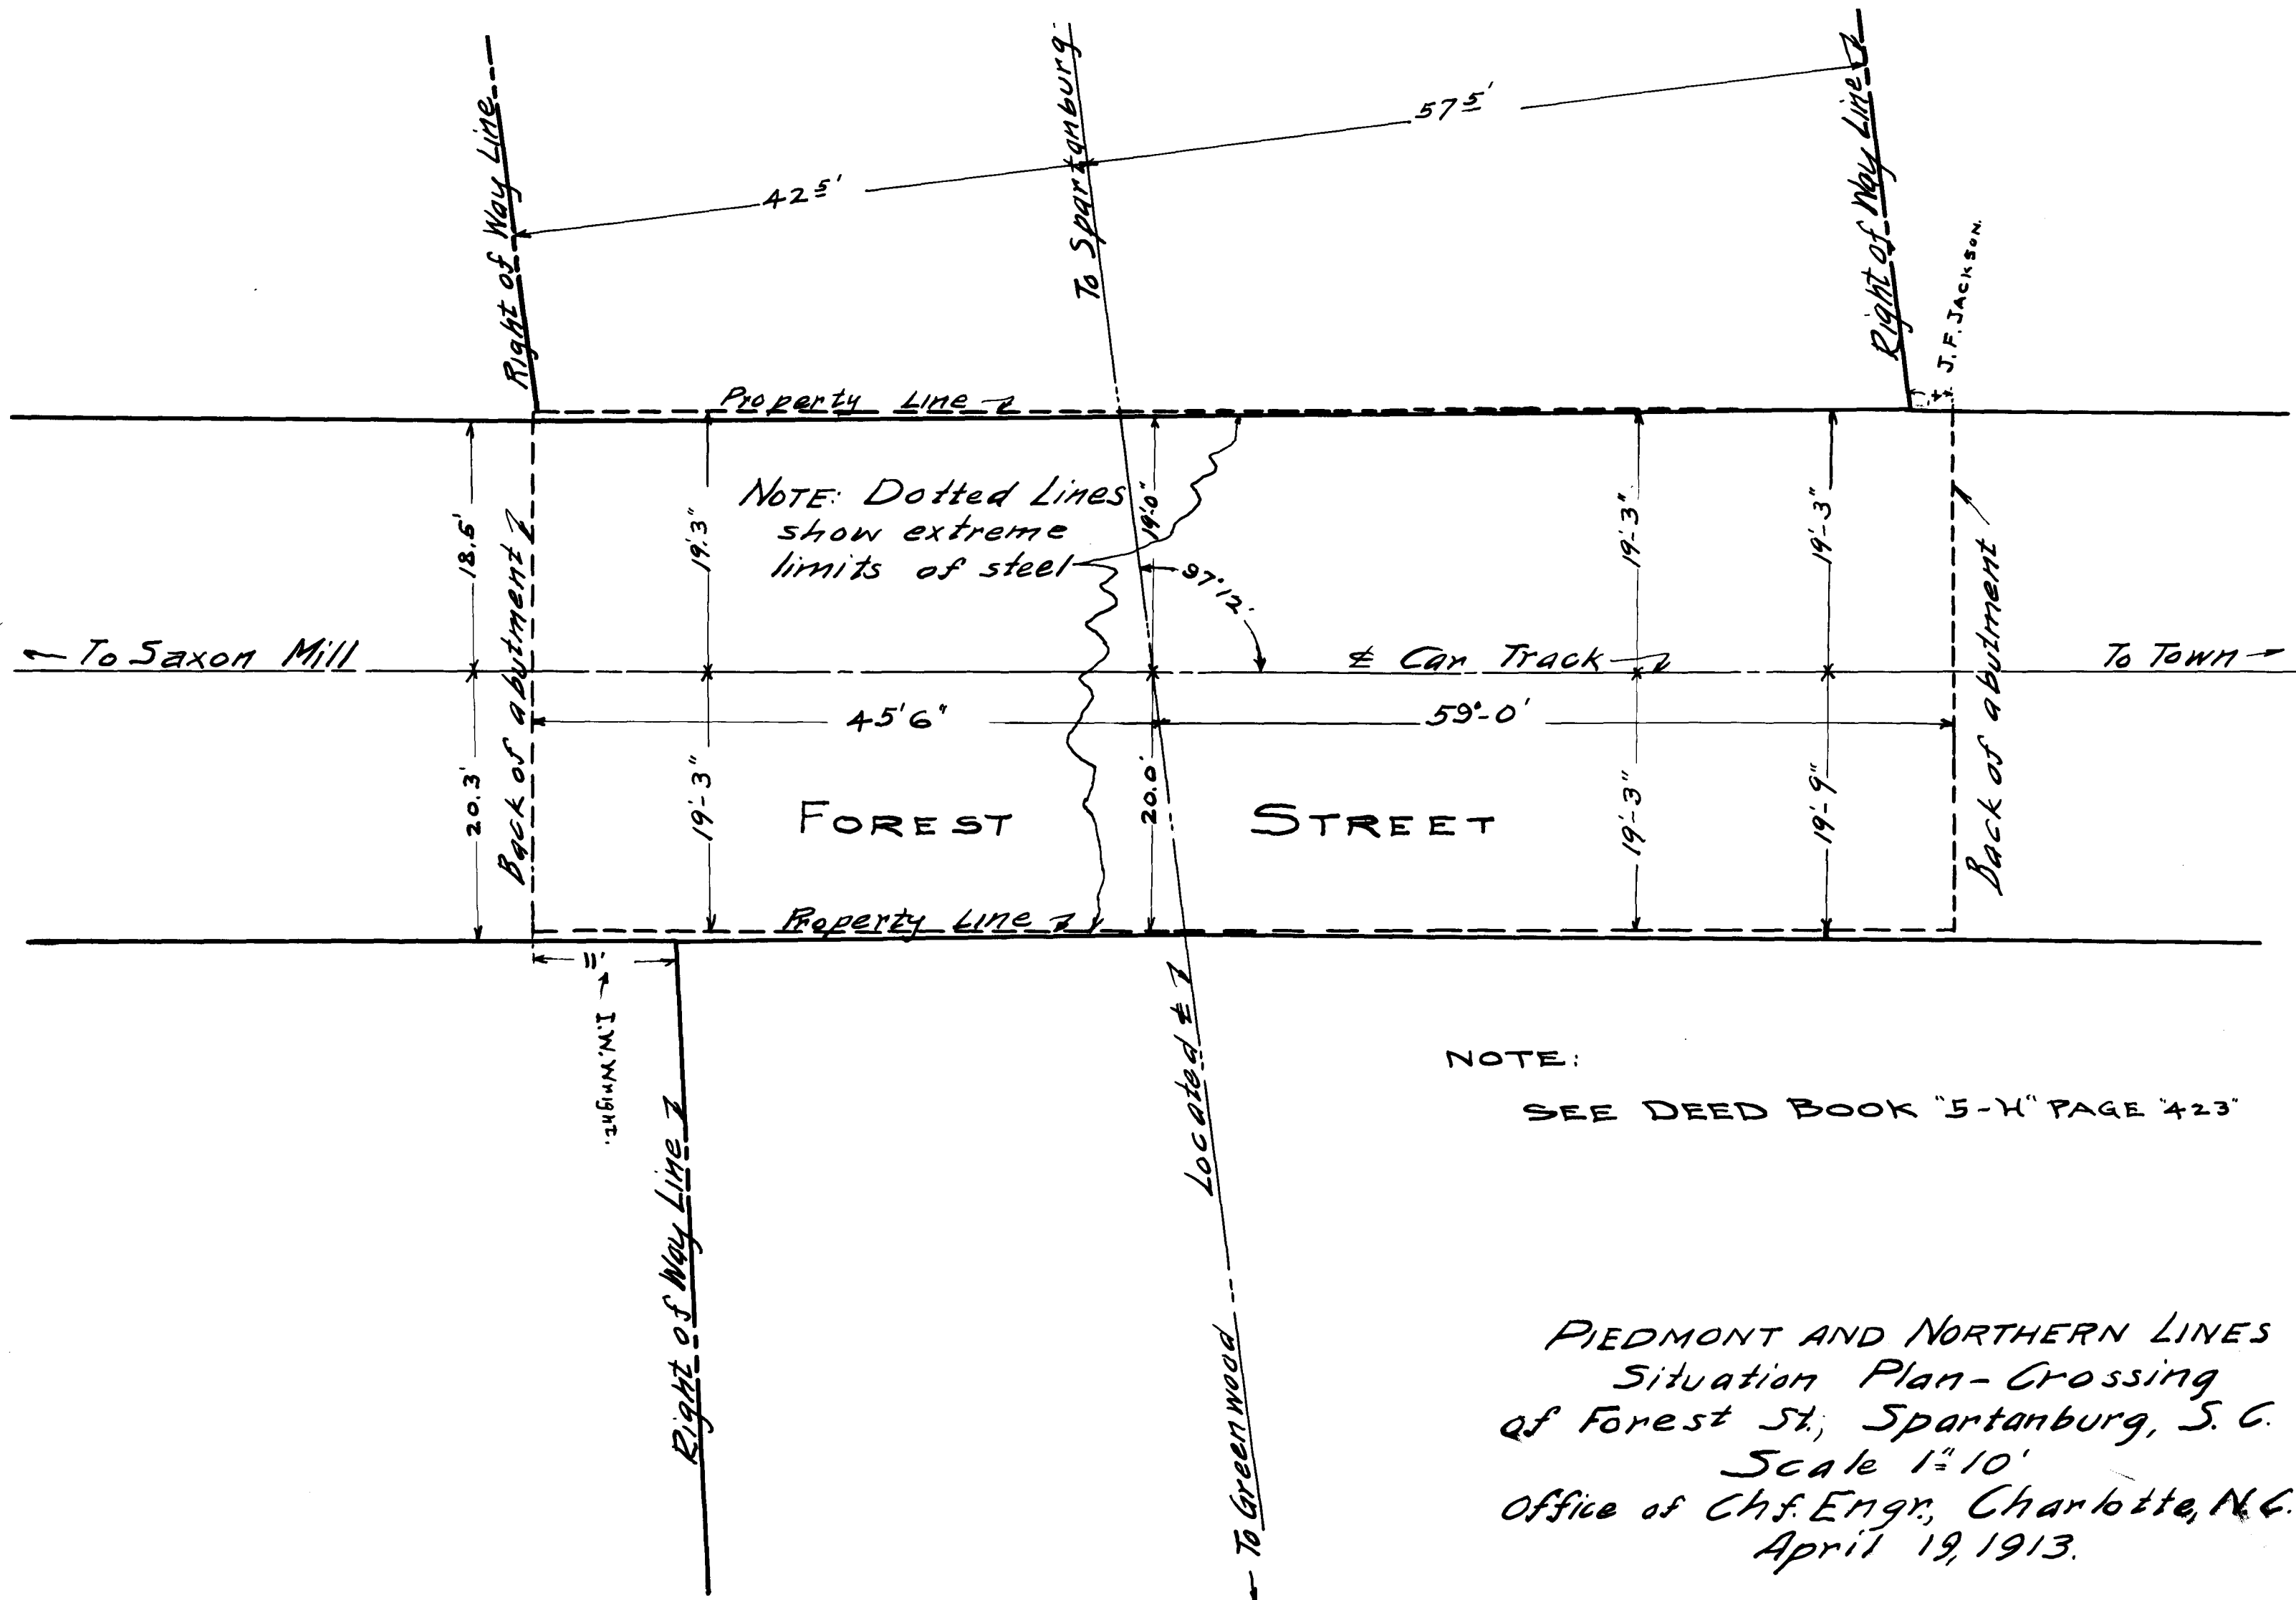 Right of Way Line
To Spartanburg
Right of Way Line
42 5'
57 5'
J. F. JACKSON.
Property Line
18.6'
Back of abutment
19'.3"
NOTE: Dotted Lines
show extreme
limits of steel
19'.0"
97°12'
19'-3"
19'-3"
Back of abutment
← To Saxon Mill
℄ Car Track
To Town →
45'6"
59'-0'
20.3'
19'-3"
20.0'
19'-3"
19'-9"
FOREST STREET
Property Line
11'
I. W. Wright.
Right of Way Line
Located ℄
← To Greenwood
NOTE:
SEE DEED BOOK "5-H" PAGE "423"
PIEDMONT AND NORTHERN LINES
Situation Plan-Crossing
of Forest St., Spartanburg, S. C.
Scale 1"=10'
Office of Chf. Engr., Charlotte, N.C.
April 19, 1913.